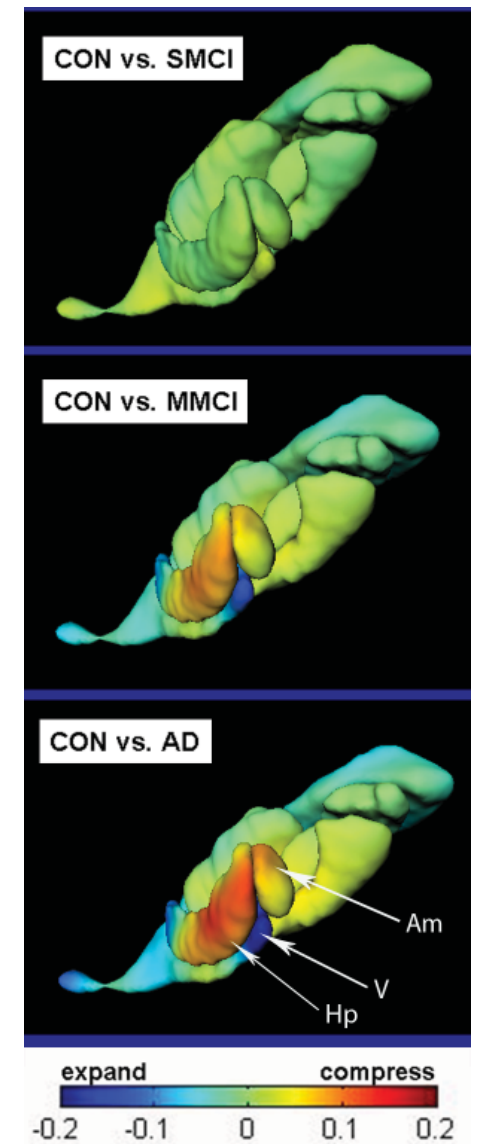 CON vs. SMCI
CON vs. MMCI
CON vs. AD
Am
V
Hp
expand compress
-0.2 -0.1 0 0.1 0.2